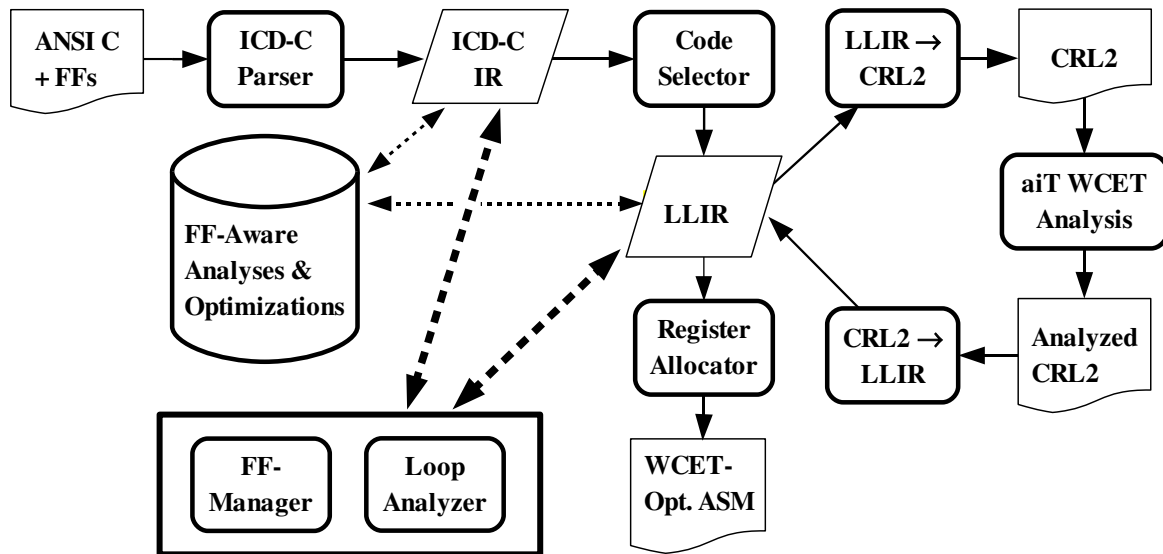 ANSI C
+ FFs
ICD-C
Parser
ICD-C
IR
Code
Selector
LLIR →
CRL2
CRL2
FF-Aware
Analyses &
Optimizations
LLIR
aiT WCET
Analysis
Register
Allocator
CRL2 →
LLIR
Analyzed
CRL2
FF-
Manager
Loop
Analyzer
WCET-
Opt. ASM